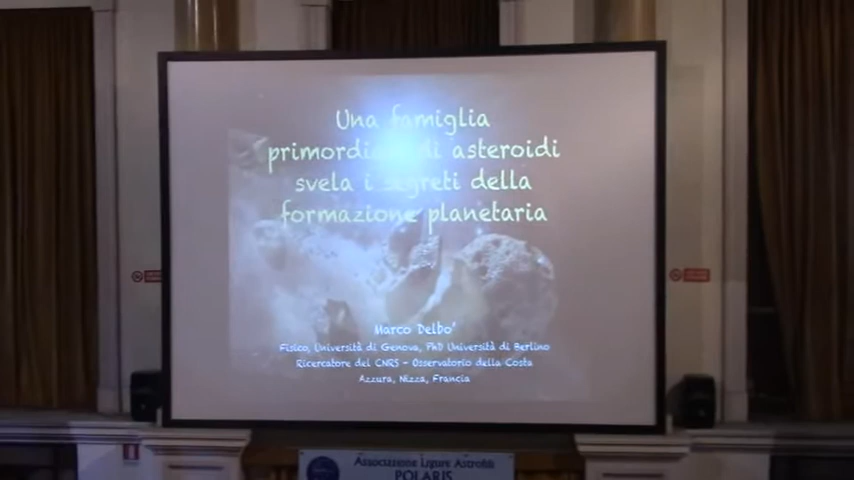 Una famiglia
primordiale di asteroidi
svela i segreti della
formazione planetaria
Marco Delbo'
Fisico, Università di Genova, PhD Università di Berlino
Ricercatore del CNRS - Osservatorio della Costa
Azzurra, Nizza, Francia
Associazione Ligure Astrofili
POLARIS